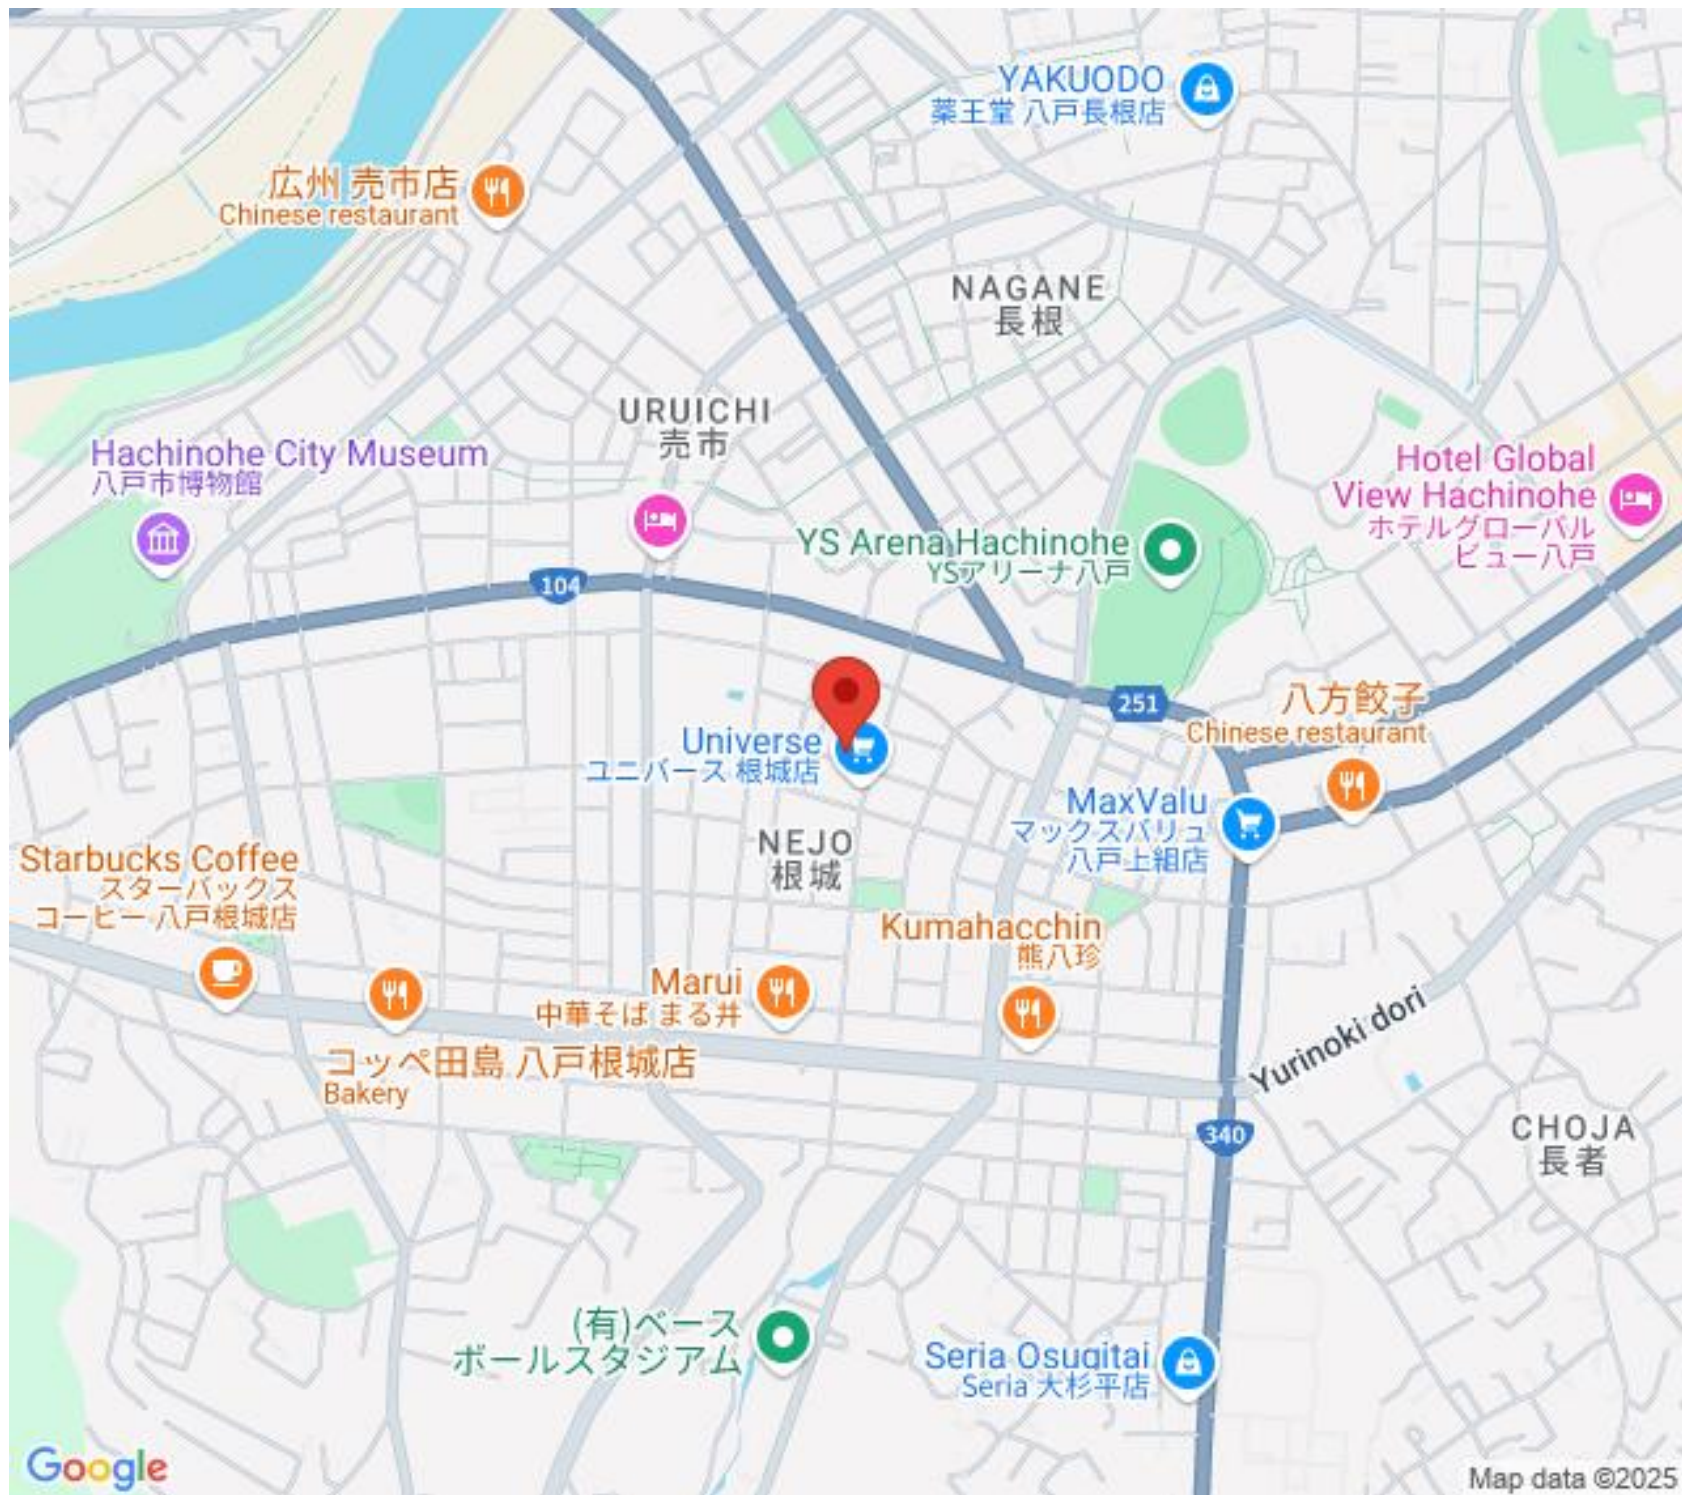 YAKUODO
薬王堂 八戸長根店
広州 売市店
Chinese restaurant
NAGANE
長根
URUICHI
売市
Hachinohe City Museum
八戸市博物館
Hotel Global
View Hachinohe
ホテルグローバル
ビュー八戸
YS Arena Hachinohe
YSアリーナ八戸
104
251
八方餃子
Chinese restaurant
Universe
ユニバース 根城店
MaxValu
マックスバリュ
八戸上組店
NEJO
根城
Starbucks Coffee
スターバックス
コーヒー 八戸根城店
Kumahacchin
熊八珍
Marui
中華そば まる井
コッペ田島 八戸根城店
Bakery
Yurinoki dori
340
CHOJA
長者
(有)ベース
ボールスタジアム
Seria Osugitai
Seria 大杉平店
Google
Map data ©2025